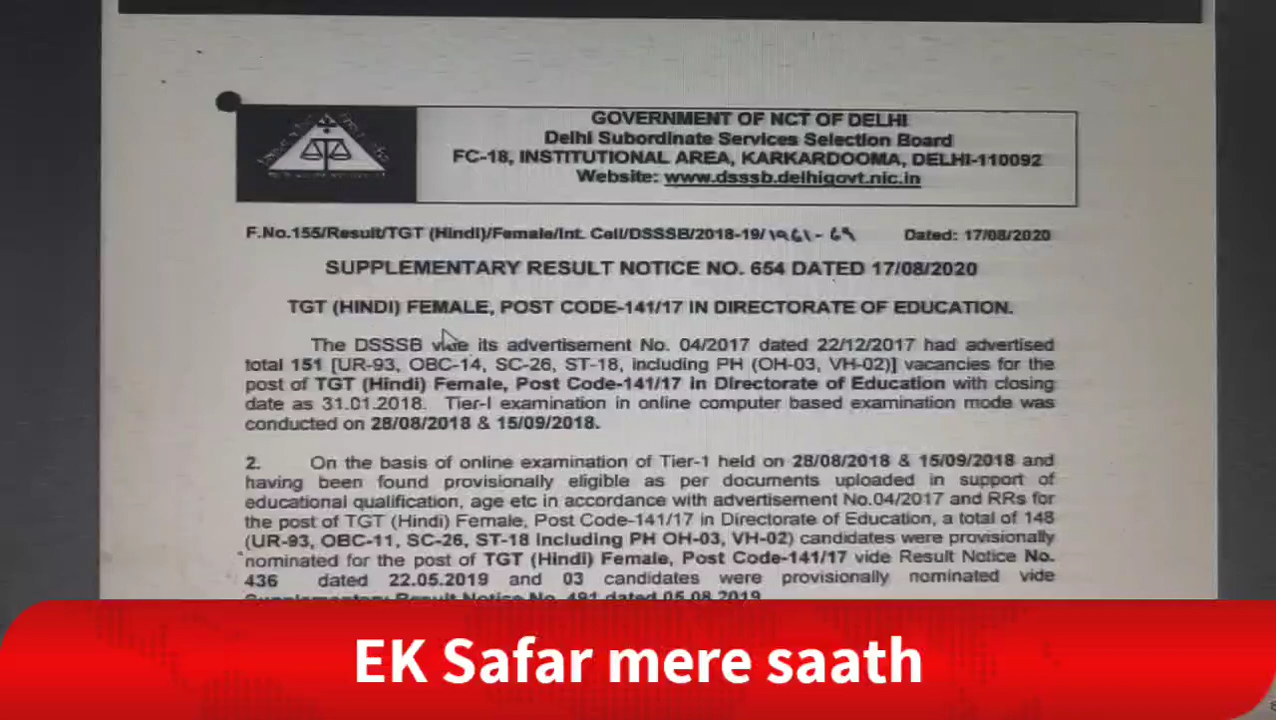 GOVERNMENT OF NCT OF DELHI
Delhi Subordinate Services Selection Board
FC-18, INSTITUTIONAL AREA, KARKARDOOMA, DELHI-110092
Website: www.dsssb.delhigovt.nic.in
F.No.155/Result/TGT (Hindi)/Female/Int. Cell/DSSSB/2018-19/1961-69 Dated: 17/08/2020
SUPPLEMENTARY RESULT NOTICE NO. 654 DATED 17/08/2020
TGT (HINDI) FEMALE, POST CODE-141/17 IN DIRECTORATE OF EDUCATION.
The DSSSB vide its advertisement No. 04/2017 dated 22/12/2017 had advertised
total 151 [UR-93, OBC-14, SC-26, ST-18, including PH (OH-03, VH-02)] vacancies for the
post of TGT (Hindi) Female, Post Code-141/17 in Directorate of Education with closing
date as 31.01.2018. Tier-I examination in online computer based examination mode was
conducted on 28/08/2018 & 15/09/2018.
2. On the basis of online examination of Tier-1 held on 28/08/2018 & 15/09/2018 and
having been found provisionally eligible as per documents uploaded in support of
educational qualification, age etc in accordance with advertisement No.04/2017 and RRs for
the post of TGT (Hindi) Female, Post Code-141/17 in Directorate of Education, a total of 148
(UR-93, OBC-11, SC-26, ST-18 including PH OH-03, VH-02) candidates were provisionally
nominated for the post of TGT (Hindi) Female, Post Code-141/17 vide Result Notice No.
436 dated 22.05.2019 and 03 candidates were provisionally nominated vide
Supplementary Result Notice No. 491 dated 05.08.2019
EK Safar mere saath